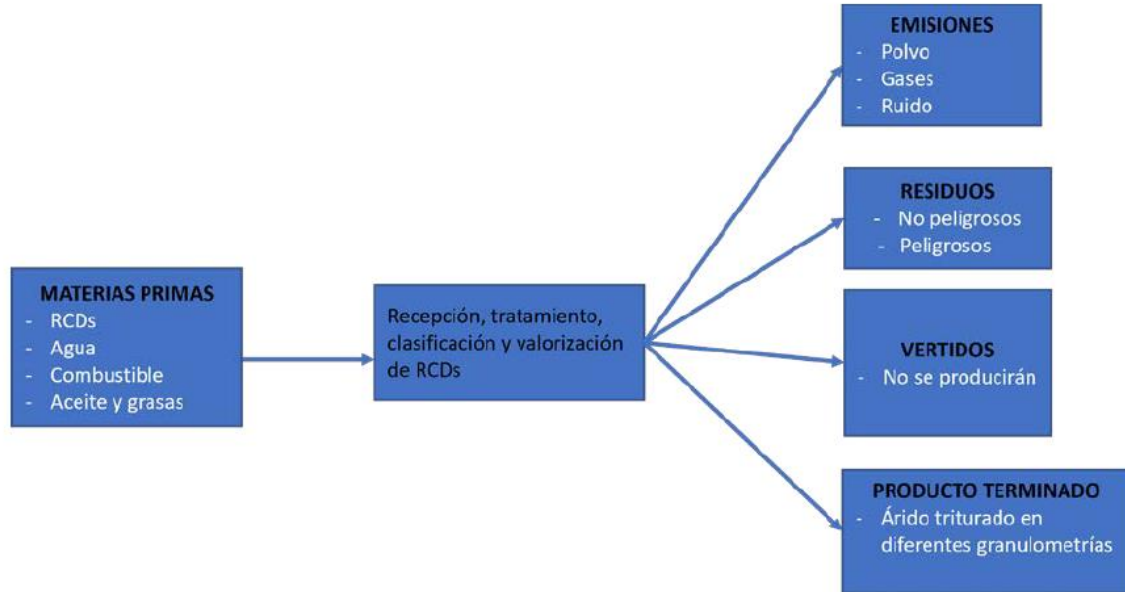 MATERIAS PRIMAS
- RCDs
- Agua
- Combustible
- Aceite y grasas
Recepción, tratamiento,
clasificación y valorización
de RCDs
EMISIONES
- Polvo
- Gases
- Ruido
RESIDUOS
- No peligrosos
- Peligrosos
VERTIDOS
- No se producirán
PRODUCTO TERMINADO
- Árido triturado en
diferentes granulometrías